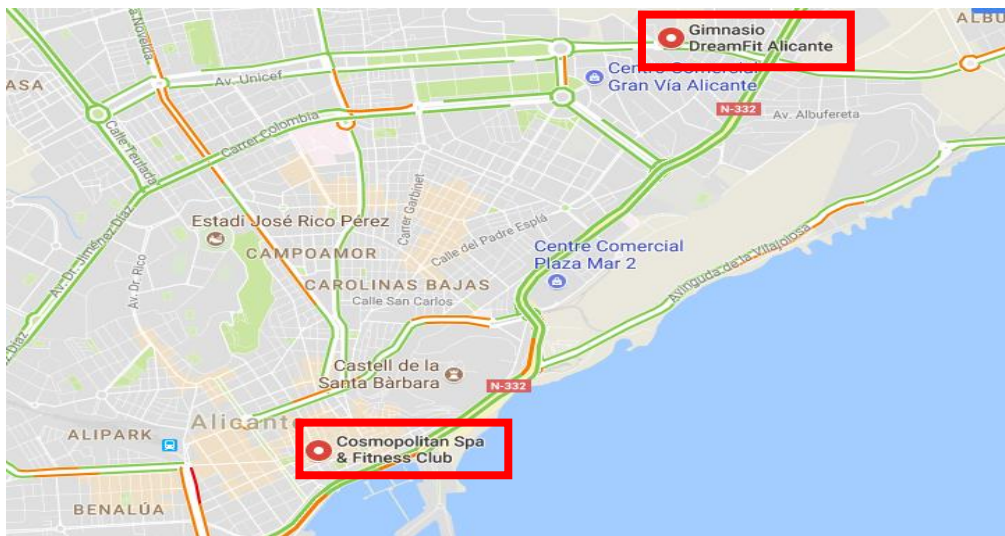 Gimnasio
DreamFit Alicante
ALBU
a Novelda
Av. Unicef
Centro Comercial
Gran Vía Alicante
ASA
N-332
Av. Albufereta
Calle Teulada
Carrer Colombia
Carrer Garbinet
Estadi José Rico Pérez
Calle del Padre Esplá
Av. Dr. Jiménez Díaz
Av. Dr. Rico
CAMPOAMOR
Centre Comercial
Plaza Mar 2
Avinguda de la Vilajoiosa
CAROLINAS BAJAS
Calle San Carlos
Díaz
Castell de la
Santa Bàrbara
N-332
Alicante
ALIPARK
Cosmopolitan Spa
& Fitness Club
BENALÚA